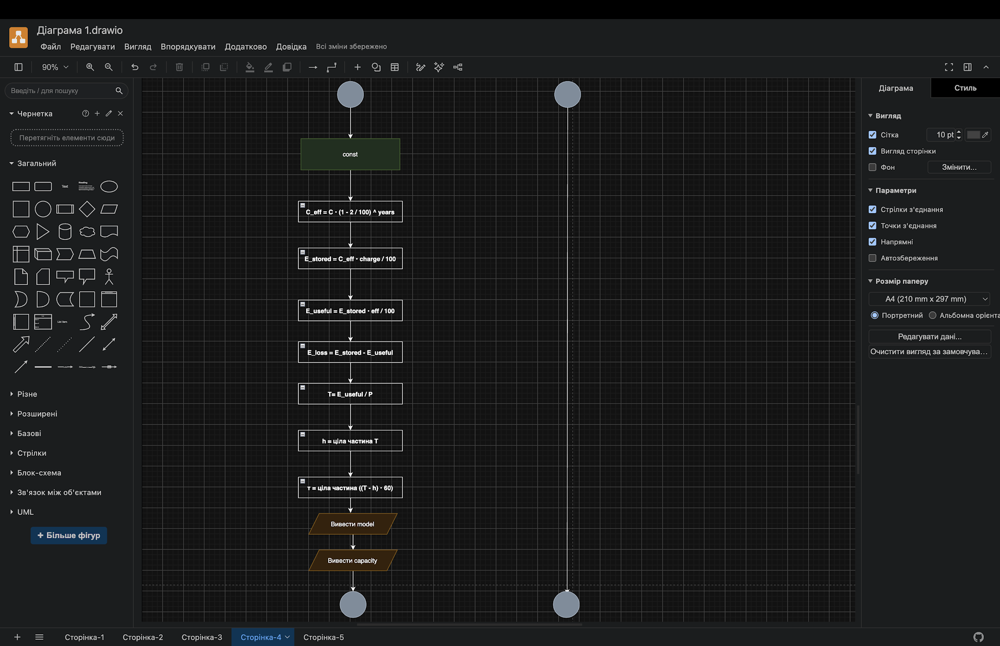 Діаграма 1.drawio
Файл Редагувати Вигляд Впорядкувати Додатково Довідка Всі зміни збережено
90%
Введіть / для пошуку
Чернетка
Перетягніть елементи сюди
Загальний
Text
Heading
List
List Item
Різне
Розширені
Базові
Стрілки
Блок-схема
Зв'язок між об'єктами
UML
+ Більше фігур
const
C_eff = C · (1 - 2 / 100) ^ years
E_stored = C_eff · charge / 100
E_useful = E_stored · eff / 100
E_loss = E_stored - E_useful
T= E_useful / P
h = ціла частина T
т = ціла частина ((T - h) · 60)
Вивести model
Вивести capacity
Діаграма Стиль
Вигляд
Сітка 10 pt
Вигляд сторінки
Фон Змінити...
Параметри
Стрілки з'єднання
Точки з'єднання
Напрямні
Автозбереження
Розмір паперу
A4 (210 mm x 297 mm)
Портретний Альбомна орієнта
Редагувати дані...
Очистити вигляд за замовчува...
Сторінка-1 Сторінка-2 Сторінка-3 Сторінка-4 Сторінка-5